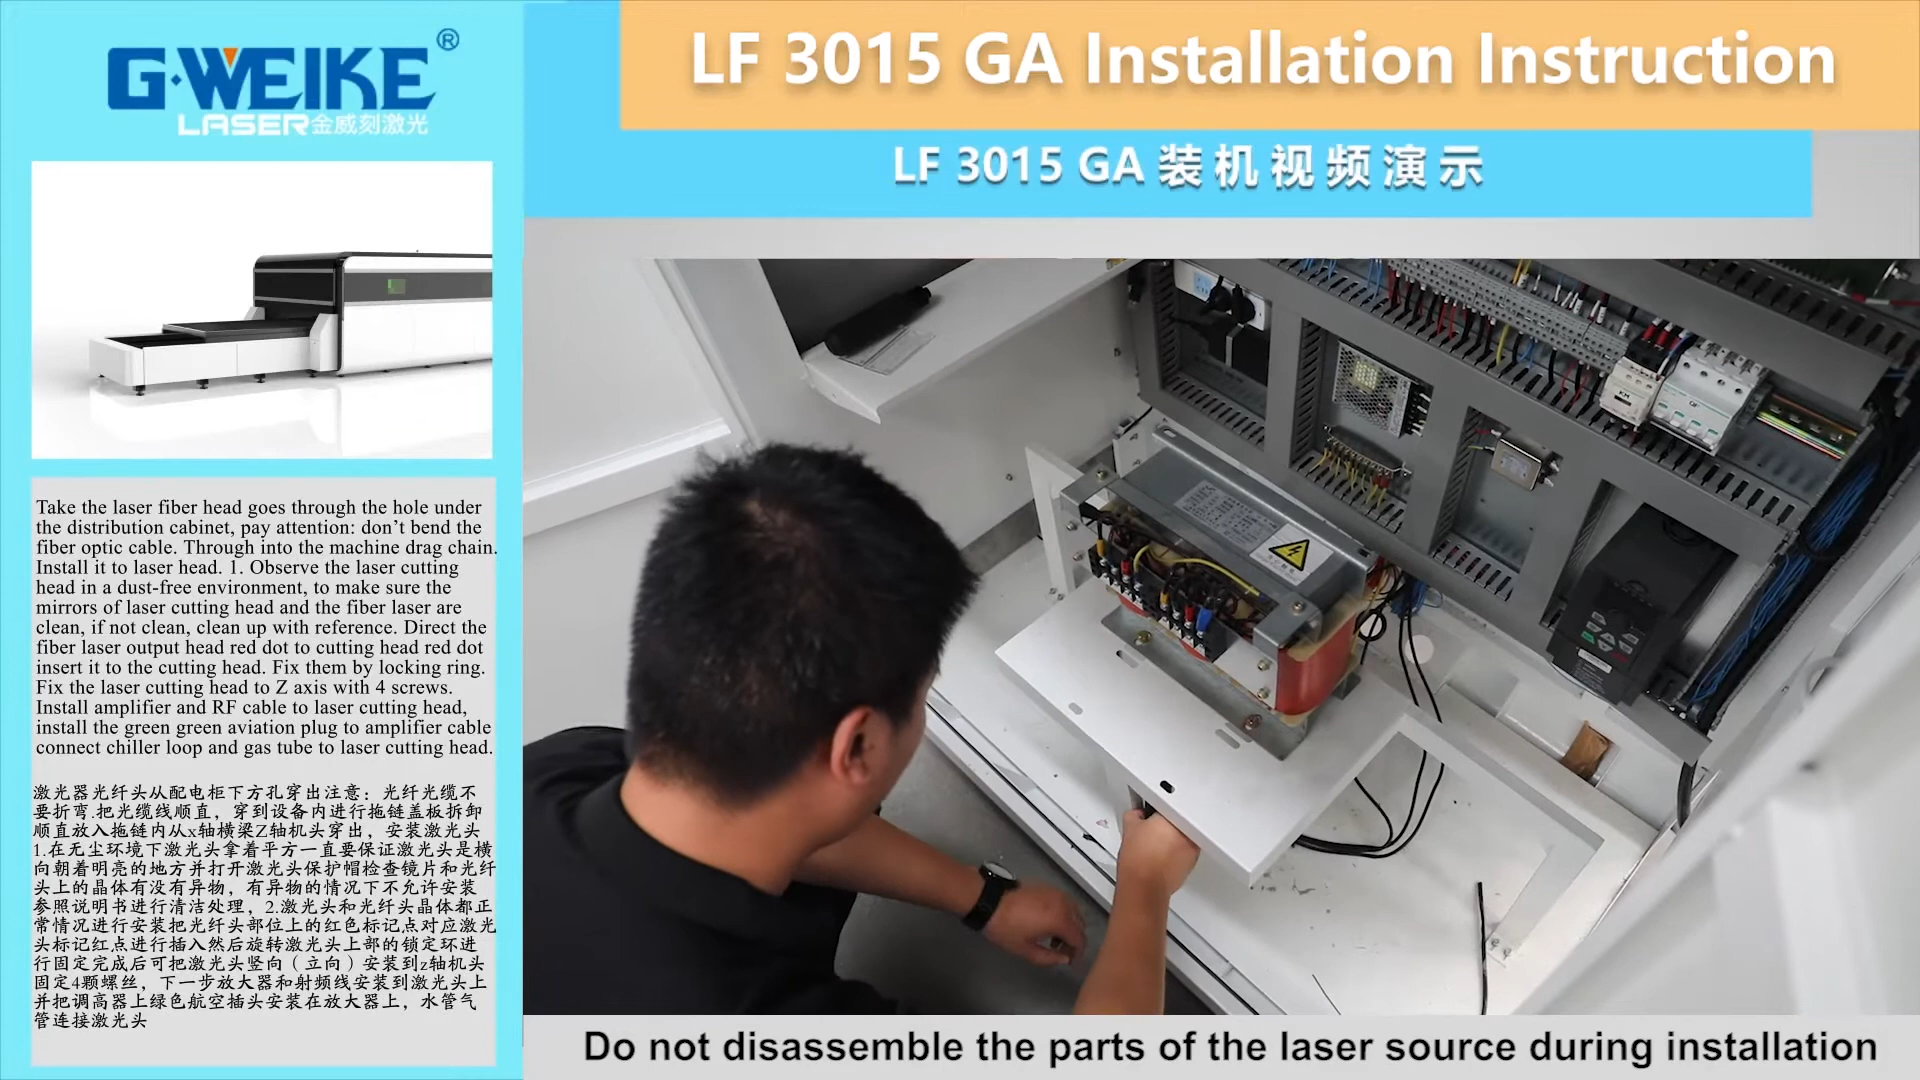 G·WEIKE®
LASER金威刻激光
LF 3015 GA Installation Instruction
LF 3015 GA 装机视频演示
Take the laser fiber head goes through the hole under
the distribution cabinet, pay attention: don't bend the
fiber optic cable. Through into the machine drag chain.
Install it to laser head. 1. Observe the laser cutting
head in a dust-free environment, to make sure the
mirrors of laser cutting head and the fiber laser are
clean, if not clean, clean up with reference. Direct the
fiber laser output head red dot to cutting head red dot
insert it to the cutting head. Fix them by locking ring.
Fix the laser cutting head to Z axis with 4 screws.
Install amplifier and RF cable to laser cutting head,
install the green green aviation plug to amplifier cable
connect chiller loop and gas tube to laser cutting head.
激光器光纤头从配电柜下方孔穿出注意：光纤光缆不
要折弯.把光缆线顺直，穿到设备内进行拖链盖板拆卸
顺直放入拖链内从x轴横梁Z轴机头穿出，安装激光头
1.在无尘环境下激光头拿着平方一直要保证激光头是横
向朝着明亮的地方并打开激光头保护帽检查镜片和光纤
头上的晶体有没有异物，有异物的情况下不允许安装
参照说明书进行清洁处理，2.激光头和光纤头晶体都正
常情况进行安装把光纤头部位上的红色标记点对应激光
头标记红点进行插入然后旋转激光头上部的锁定环进
行固定完成后可把激光头竖向（立向）安装到z轴机头
固定4颗螺丝，下一步放大器和射频线安装到激光头上
并把调高器上绿色航空插头安装在放大器上，水管气
管连接激光头
KM
QF
Do not disassemble the parts of the laser source during installation